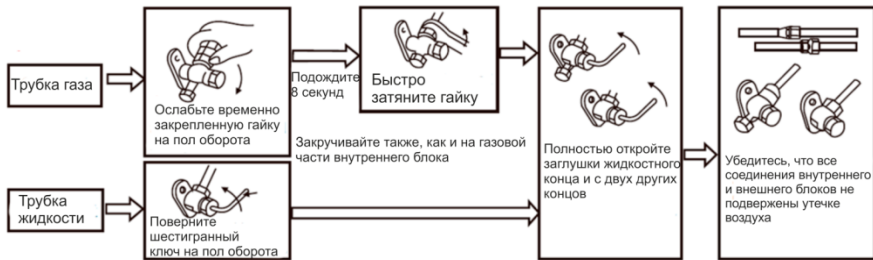 Трубка газа
Ослабьте временно
закрепленную гайку
на пол оборота
Подождите
8 секунд
Быстро
затяните гайку
Закручивайте также, как и на газовой
части внутреннего блока
Трубка
жидкости
Поверните
шестигранный
ключ на пол оборота
Полностью откройте
заглушки жидкостного
конца и с двух других
концов
Убедитесь, что все
соединения внутреннего
и внешнего блоков не
подвержены утечке
воздуха